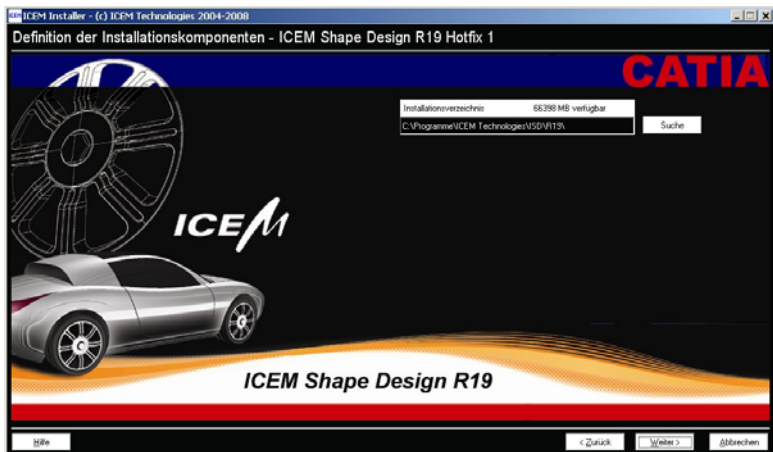 ICEM Installer - (c) ICEM Technologies 2004-2008
Definition der Installationskomponenten - ICEM Shape Design R19 Hotfix 1
CATIA
Installationsverzeichnis 66398 MB verfügbar
C:\Programme\ICEM Technologies\ISD\R19\ Suche
ICEM
ICEM Shape Design R19
Hilfe < Zurück Weiter > Abbrechen